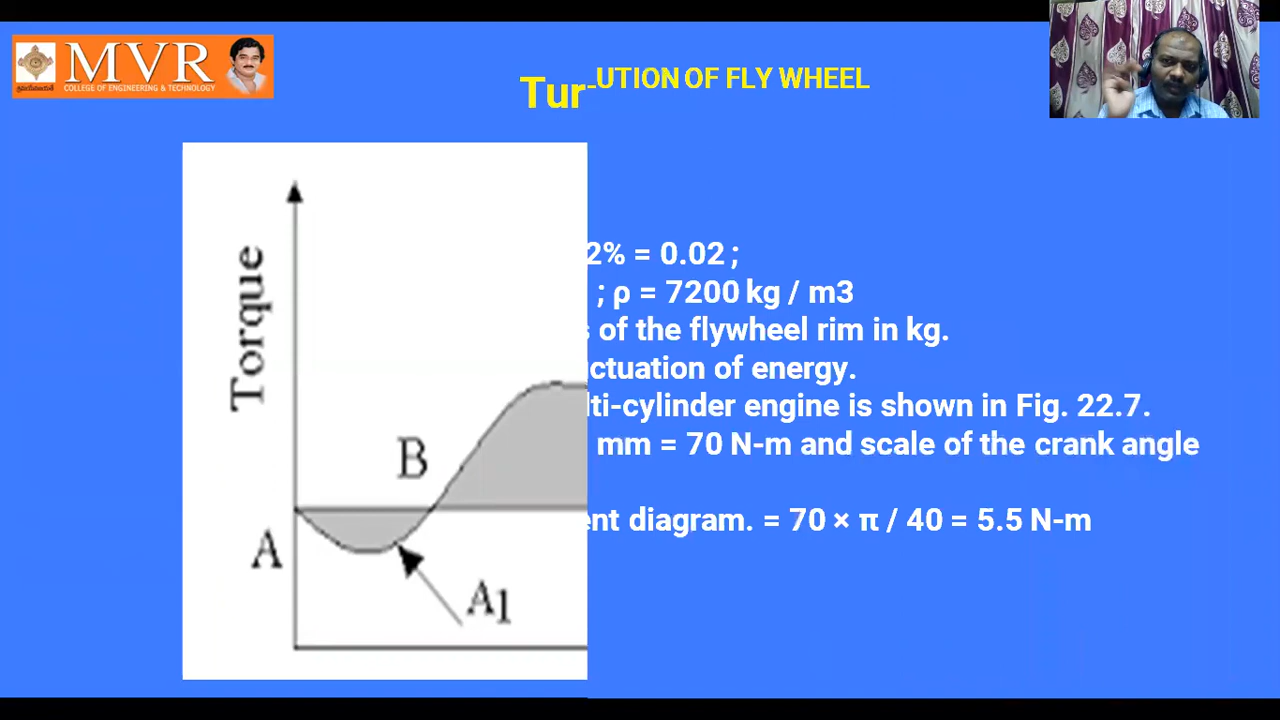 MVR
COLLEGE OF ENGINEERING & TECHNOLOGY
Tur
UTION OF FLY WHEEL
Torque
2% = 0.02 ;
; ρ = 7200 kg / m3
of the flywheel rim in kg.
ctuation of energy.
lti-cylinder engine is shown in Fig. 22.7.
B
mm = 70 N-m and scale of the crank angle
ent diagram. = 70 × π / 40 = 5.5 N-m
A
A1